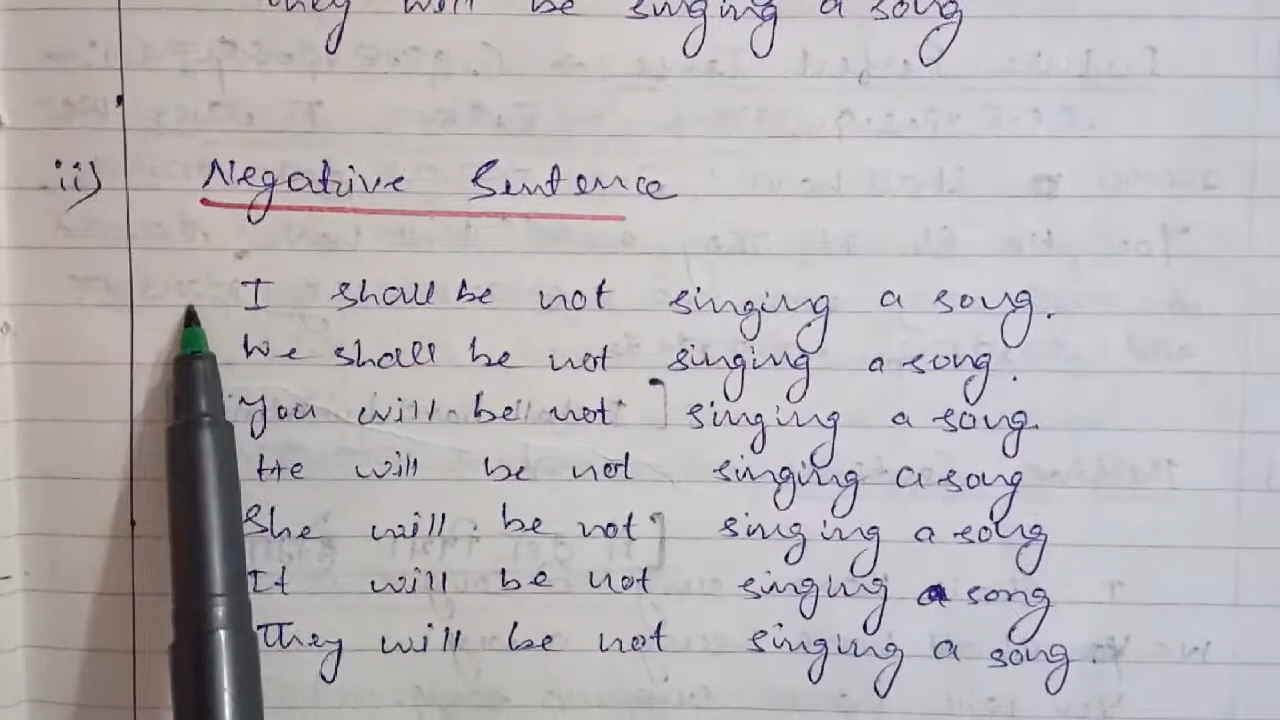 They will be singing a song
ii) Negative Sentence
I shall be not singing a song.
We shall be not singing a song.
You will be not ] singing a song.
He will be not singing a song
She will be not ] singing a song
It will be not singing a song
They will be not singing a song.